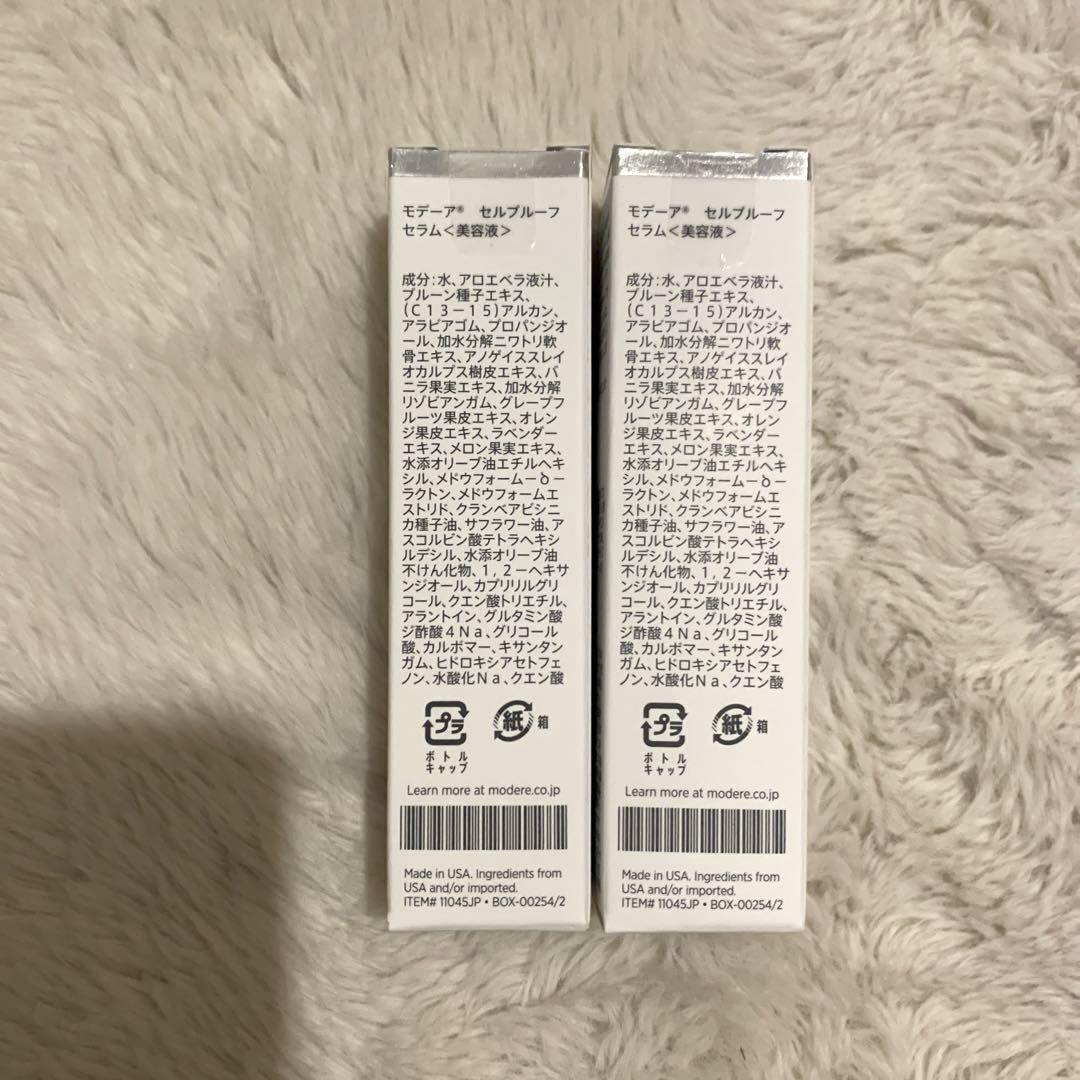 モデーア® セルプルーフ
セラム<美容液>
成分:水、アロエベラ液汁、
プルーン種子エキス、
(C13-15)アルカン、
アラビアゴム、プロパンジオ
ール、加水分解ニワトリ軟
骨エキス、アノゲイススレイ
オカルプス樹皮エキス、バ
ニラ果実エキス、加水分解
リゾビアンガム、グレープフ
ルーツ果皮エキス、オレン
ジ果皮エキス、ラベンダー
エキス、メロン果実エキス、
水添オリーブ油エチルヘキ
シル、メドウフォーム-δ-
ラクトン、メドウフォームエ
ストリド、クランベアビシニ
カ種子油、サフラワー油、ア
スコルビン酸テトラヘキシ
ルデシル、水添オリーブ油
不けん化物、1,2-ヘキサ
ンジオール、カプリリルグリ
コール、クエン酸トリエチル、
アラントイン、グルタミン酸
ジ酢酸4Na、グリコール
酸、カルボマー、キサンタン
ガム、ヒドロキシアセトフェ
ノン、水酸化Na、クエン酸
プラ 紙 箱
ボトル
キャップ
Learn more at modere.co.jp
Made in USA. Ingredients from
USA and/or imported.
ITEM# 11045JP • BOX-00254/2
モデーア® セルプルーフ
セラム<美容液>
成分:水、アロエベラ液汁、
プルーン種子エキス、
(C13-15)アルカン、
アラビアゴム、プロパンジオ
ール、加水分解ニワトリ軟
骨エキス、アノゲイススレイ
オカルプス樹皮エキス、バ
ニラ果実エキス、加水分解
リゾビアンガム、グレープフ
ルーツ果皮エキス、オレン
ジ果皮エキス、ラベンダー
エキス、メロン果実エキス、
水添オリーブ油エチルヘキ
シル、メドウフォーム-δ-
ラクトン、メドウフォームエ
ストリド、クランベアビシニ
カ種子油、サフラワー油、ア
スコルビン酸テトラヘキシ
ルデシル、水添オリーブ油
不けん化物、1,2-ヘキサ
ンジオール、カプリリルグリ
コール、クエン酸トリエチル、
アラントイン、グルタミン酸
ジ酢酸4Na、グリコール
酸、カルボマー、キサンタン
ガム、ヒドロキシアセトフェ
ノン、水酸化Na、クエン酸
プラ 紙 箱
ボトル
キャップ
Learn more at modere.co.jp
Made in USA. Ingredients from
USA and/or imported.
ITEM# 11045JP • BOX-00254/2